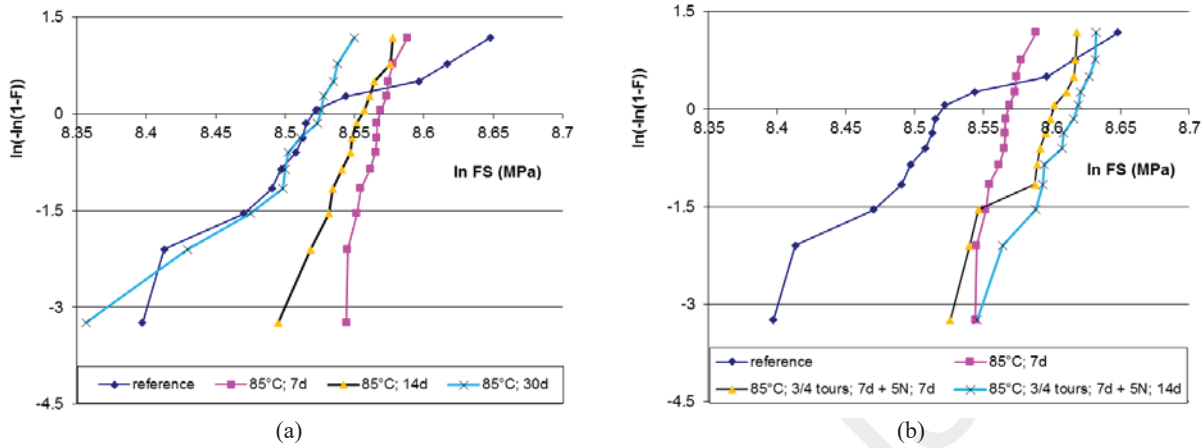 (a)
1.5
0
-1.5
-3
-4.5
ln(-ln(1-F))
8.35
8.4
8.45
8.5
8.55
8.6
8.65
8.7
ln FS (MPa)
reference
85°C; 7d
85°C; 14d
85°C; 30d
(a)
(b)
1.5
0
-1.5
-3
-4.5
ln(-ln(1-F))
8.35
8.4
8.45
8.5
8.55
8.6
8.65
8.7
ln FS (MPa)
reference
85°C; 7d
85°C; 3/4 tours; 7d + 5N; 7d
85°C; 3/4 tours; 7d + 5N; 14d
(b)